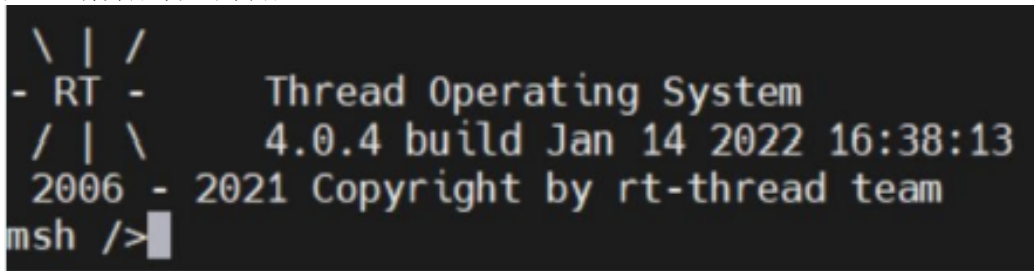 \ | /
- RT -     Thread Operating System
/ | \     4.0.4 build Jan 14 2022 16:38:13
2006 - 2021 Copyright by rt-thread team
msh />